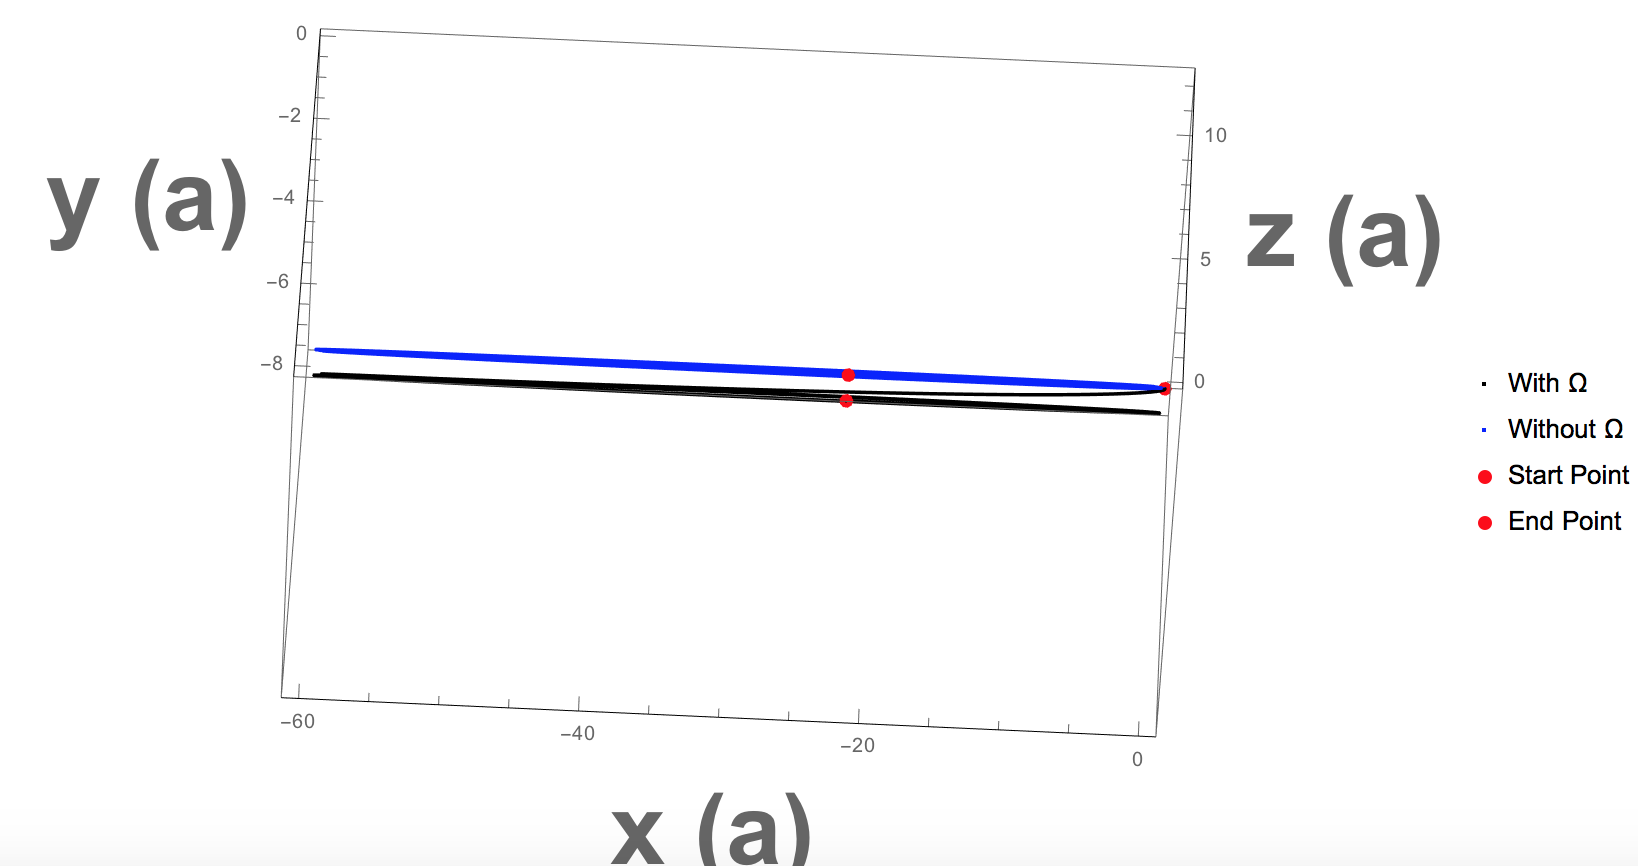 0
−2
−4
−6
−8
y (a)
10
5
0
z (a)
−60
−40
−20
0
x (a)
With Ω
Without Ω
Start Point
End Point